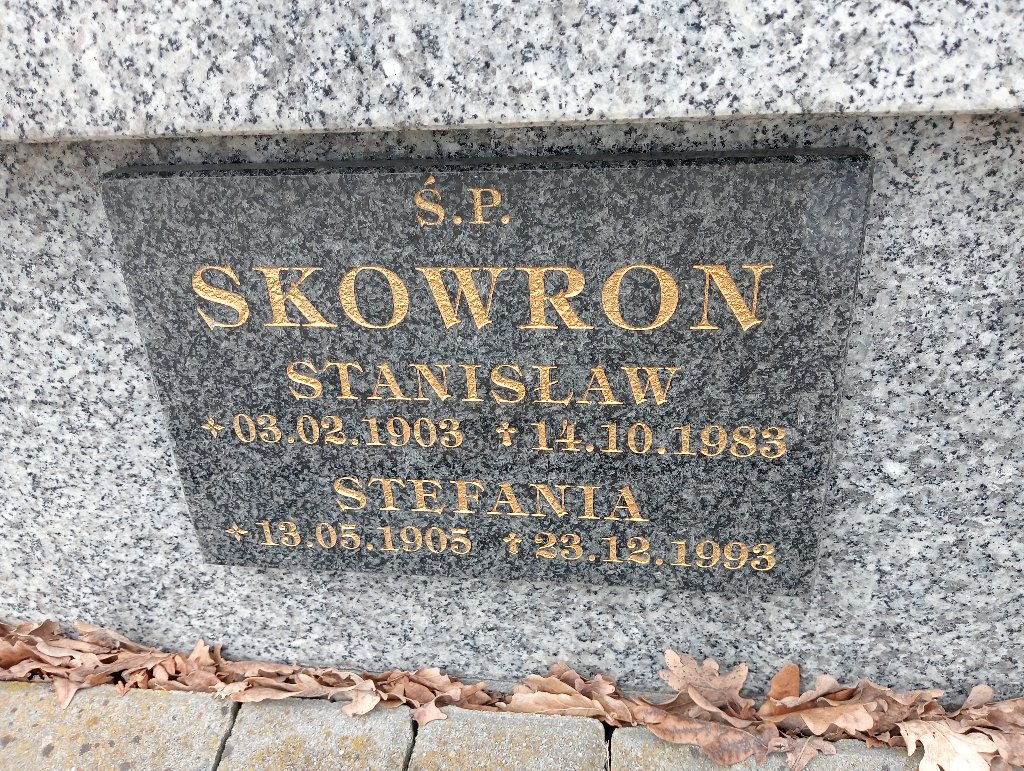 Ś.P.
SKOWRON
STANISŁAW
✦03.02.1903 ✝14.10.1983
STEFANIA
✦13.05.1905 ✝23.12.1993